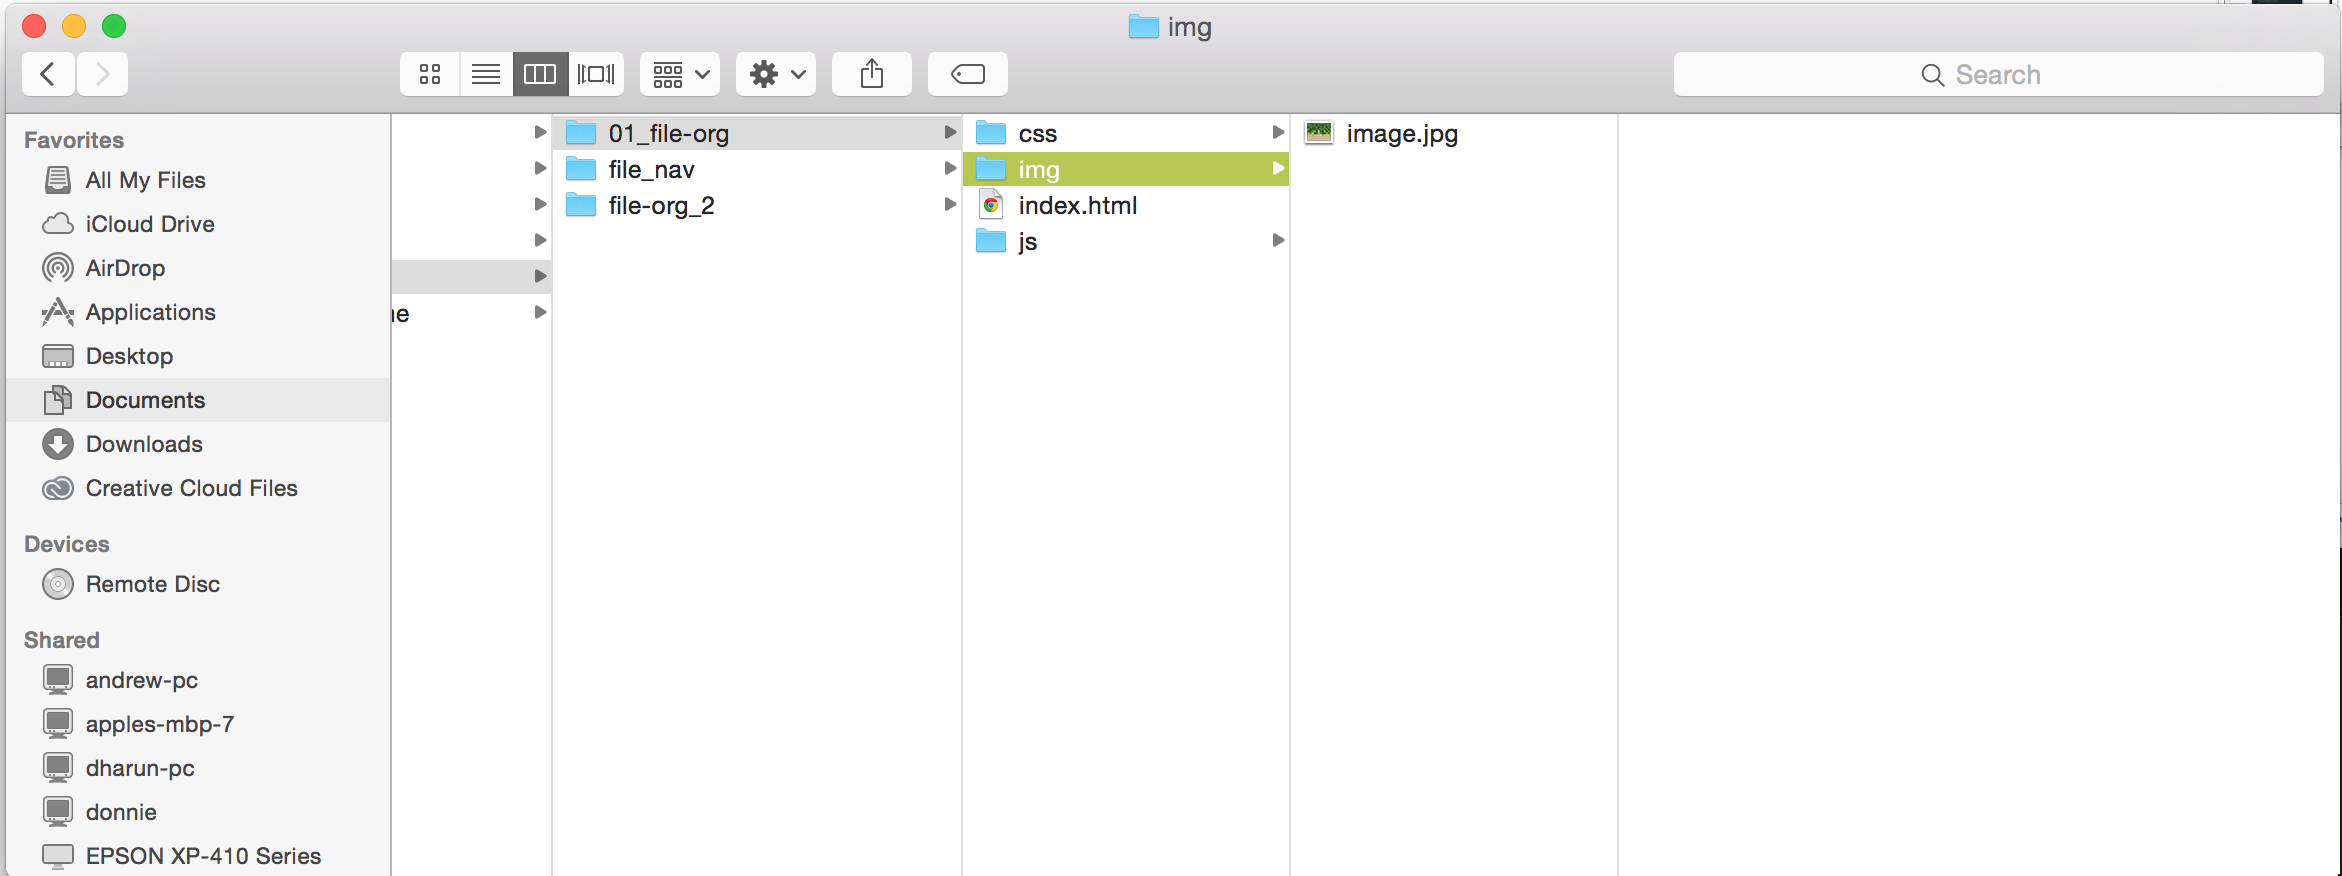 img
Search
Favorites
All My Files
iCloud Drive
AirDrop
Applications
Desktop
Documents
Downloads
Creative Cloud Files
Devices
Remote Disc
Shared
andrew-pc
apples-mbp-7
dharun-pc
donnie
EPSON XP-410 Series
01_file-org
file_nav
file-org_2
css
img
index.html
js
image.jpg